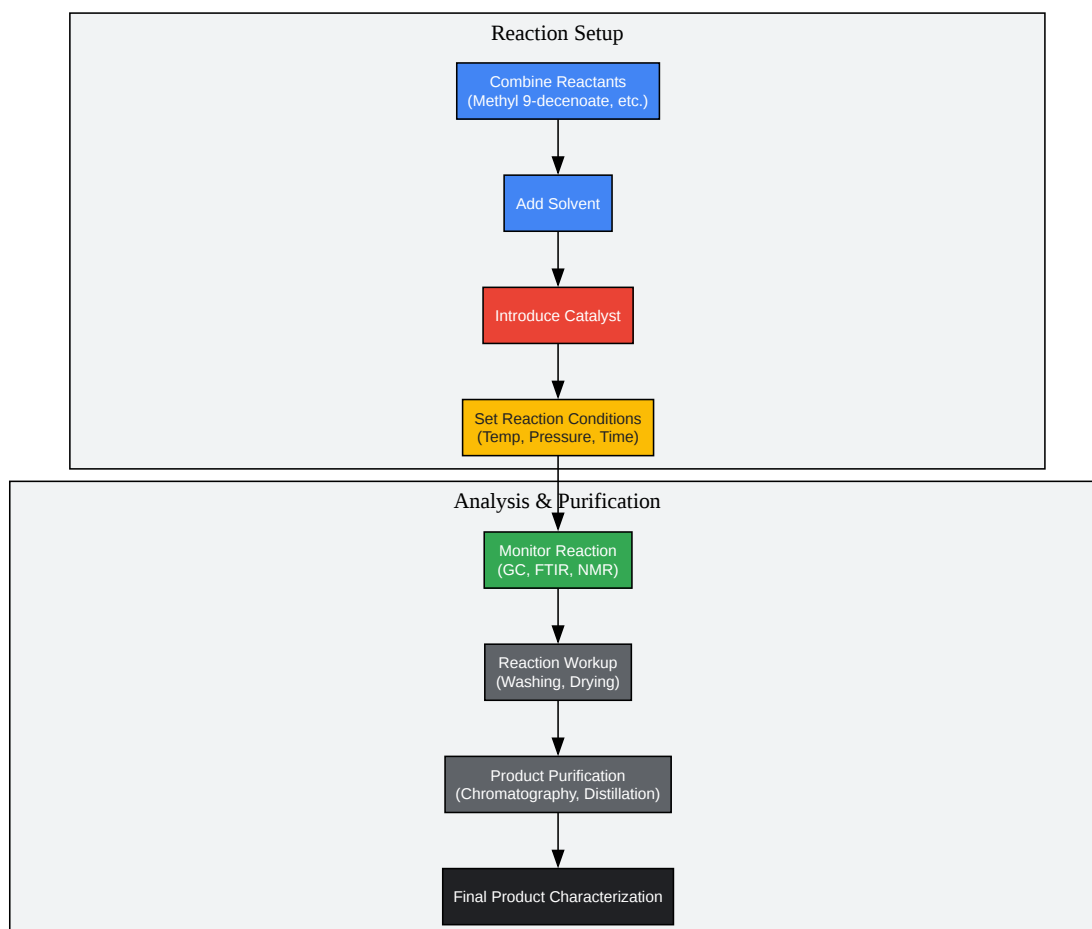 Reaction Setup
Combine Reactants
(Methyl 9-decenoate, etc.)
Add Solvent
Introduce Catalyst
Set Reaction Conditions
(Temp, Pressure, Time)
Analysis & Purification
Monitor Reaction
(GC, FTIR, NMR)
Reaction Workup
(Washing, Drying)
Product Purification
(Chromatography, Distillation)
Final Product Characterization